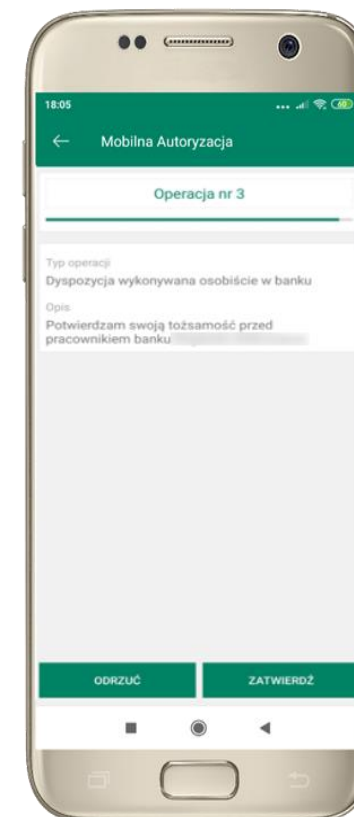 18:05
60
Mobilna Autoryzacja
Operacja nr 3
Typ operacji
Dyspozycja wykonywana osobiście w banku
Opis
Potwierdzam swoją tożsamość przed
pracownikiem banku
ODRZUĆ
ZATWIERDŹ